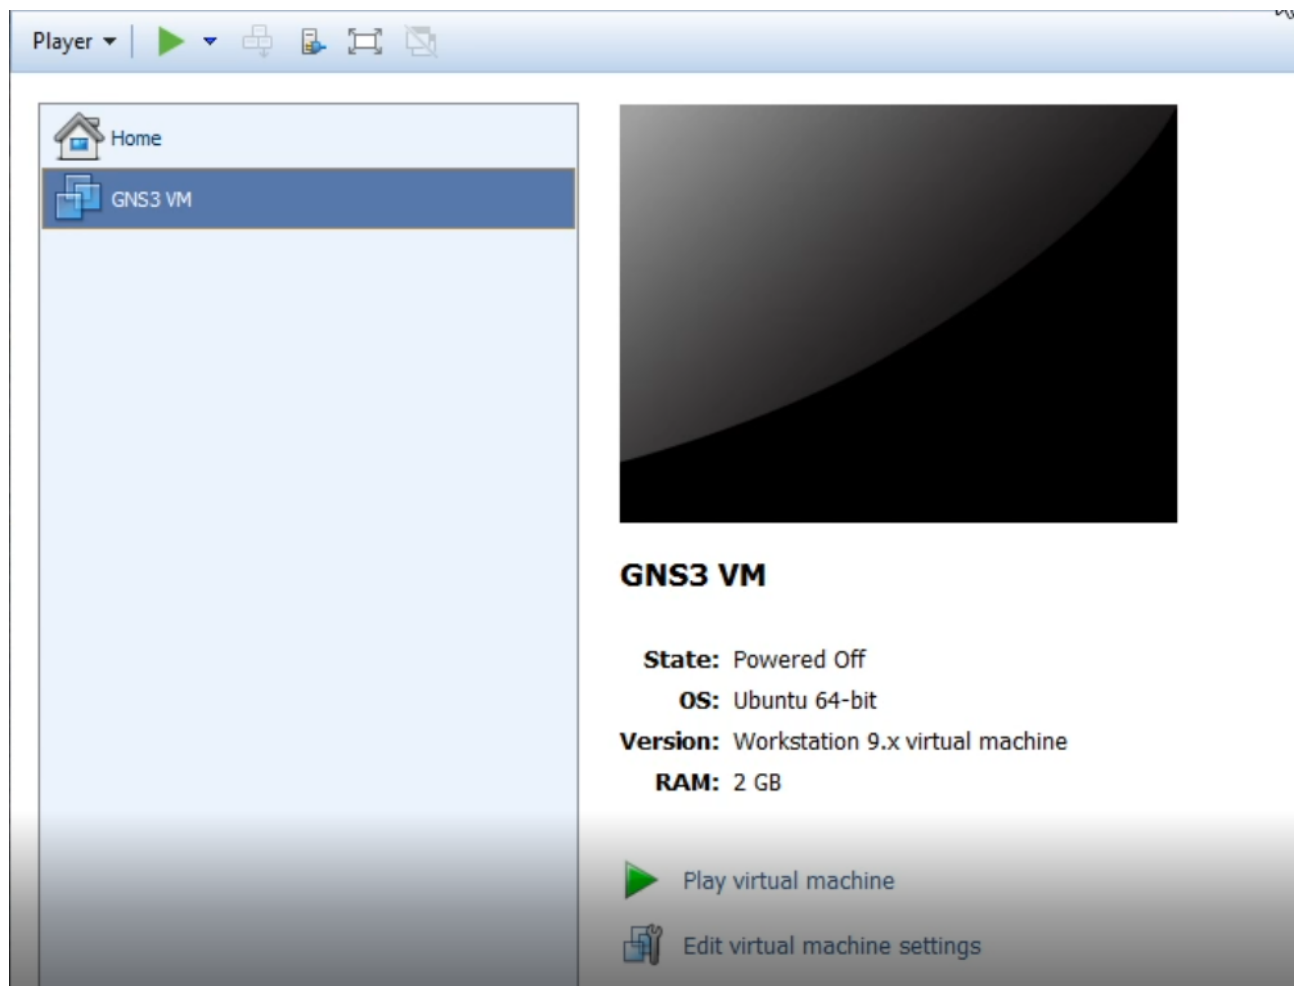 Player
Home
GNS3 VM
GNS3 VM
State: Powered Off
OS: Ubuntu 64-bit
Version: Workstation 9.x virtual machine
RAM: 2 GB
Play virtual machine
Edit virtual machine settings